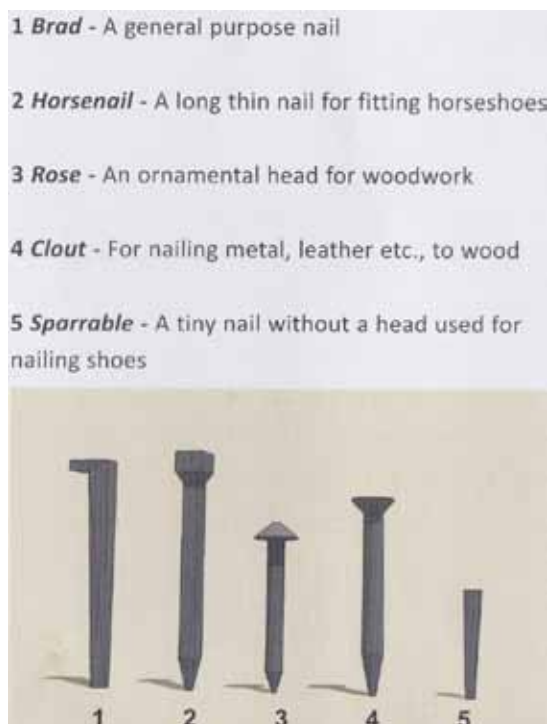 1 Brad - A general purpose nail
2 Horsenail - A long thin nail for fitting horseshoes
3 Rose - An ornamental head for woodwork
4 Clout - For nailing metal, leather etc., to wood
5 Sparrable - A tiny nail without a head used for
nailing shoes
1 2 3 4 5